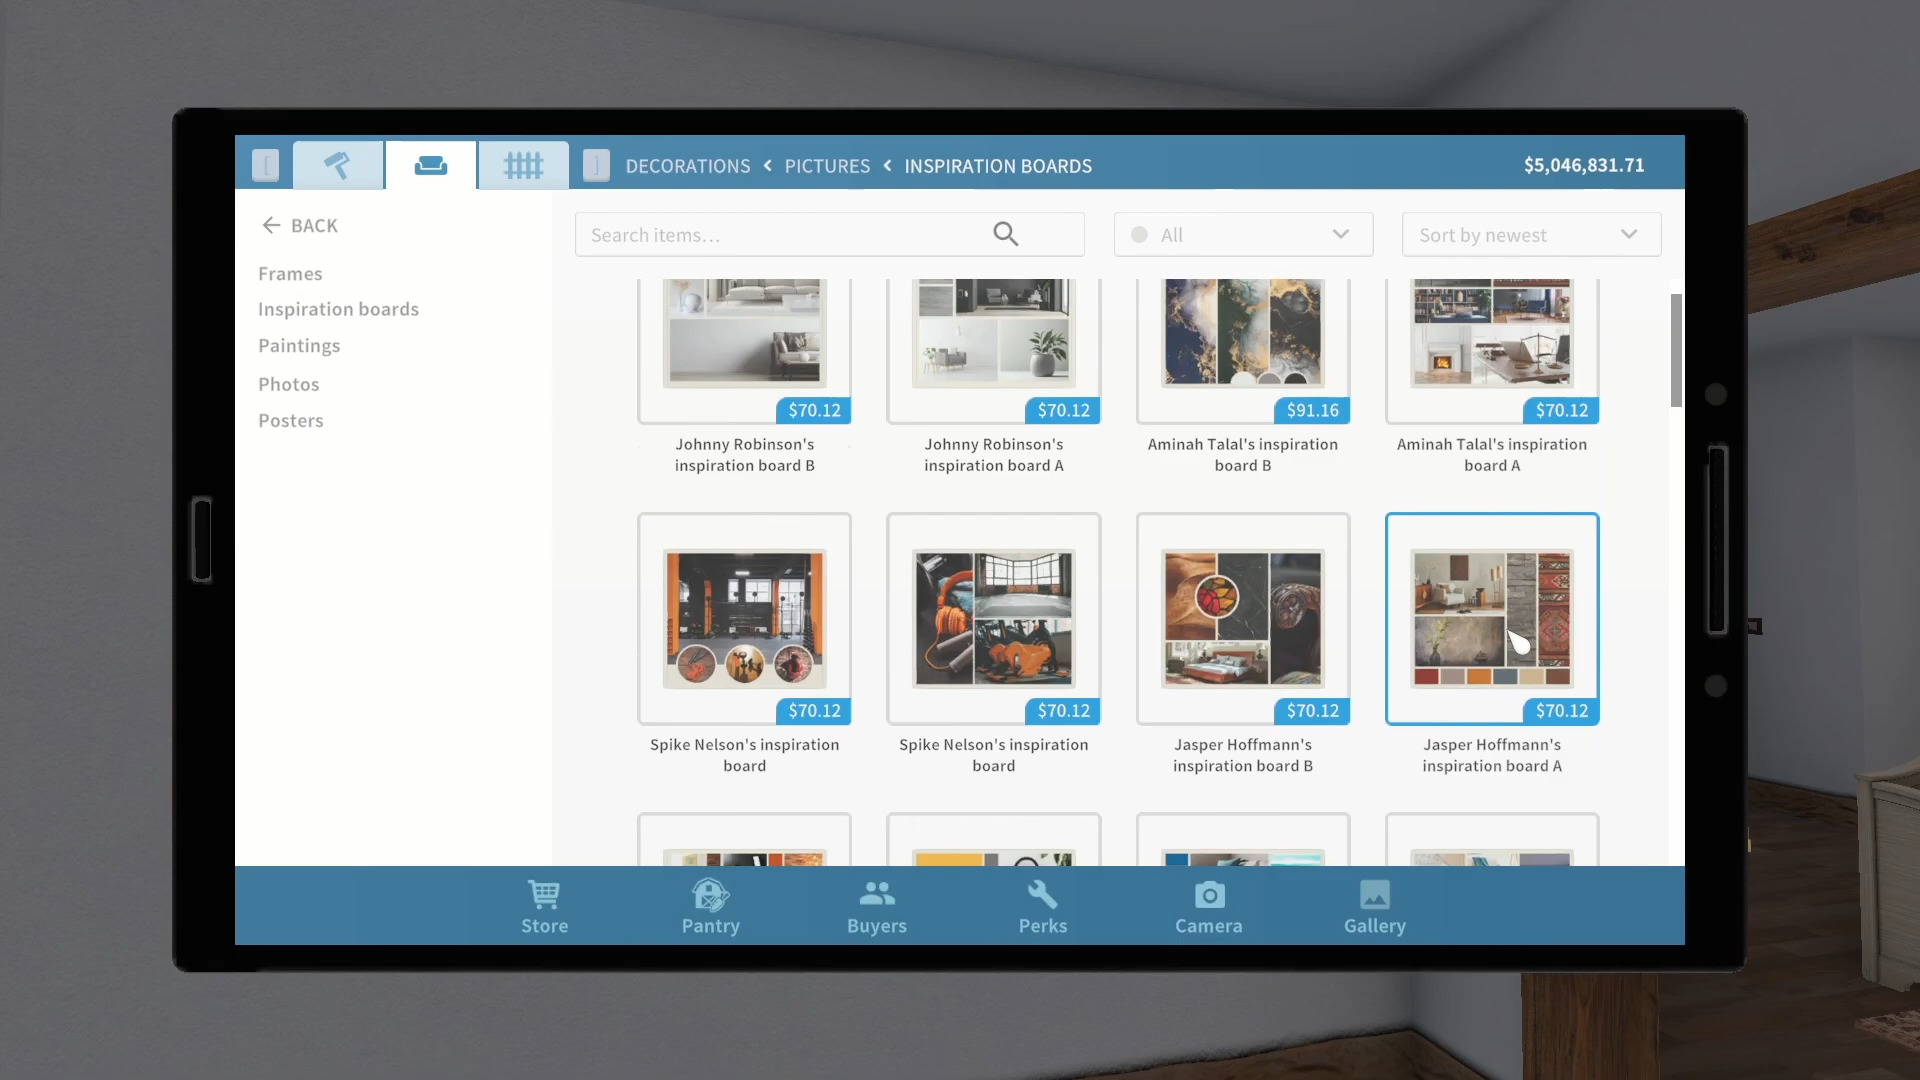 [
]
DECORATIONS < PICTURES < INSPIRATION BOARDS
$5,046,831.71
BACK
Frames
Inspiration boards
Paintings
Photos
Posters
Search items...
All
Sort by newest
$70.12
$70.12
$91.16
$70.12
Johnny Robinson's
inspiration board B
Johnny Robinson's
inspiration board A
Aminah Talal's inspiration
board B
Aminah Talal's inspiration
board A
$70.12
$70.12
$70.12
$70.12
Spike Nelson's inspiration
board
Spike Nelson's inspiration
board
Jasper Hoffmann's
inspiration board B
Jasper Hoffmann's
inspiration board A
Store
Pantry
Buyers
Perks
Camera
Gallery